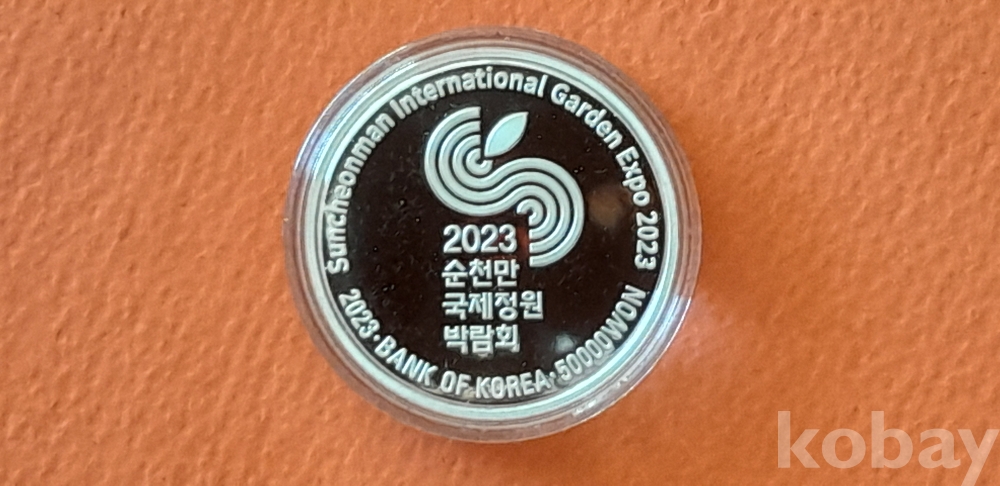 Suncheonman International Garden Expo 2023
2023
순천만
국제정원
박람회
2023·BANK OF KOREA·50000WON
kobay